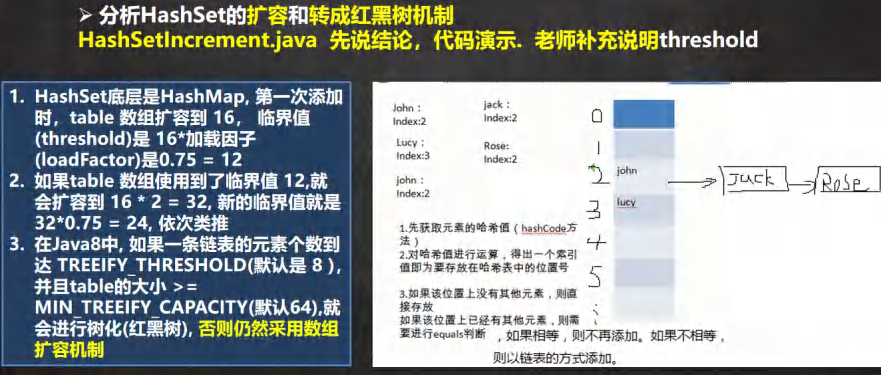 ➢ 分析HashSet的扩容和转成红黑树机制
HashSetIncrement.java 先说结论，代码演示. 老师补充说明threshold
1. HashSet底层是HashMap, 第一次添加
时，table 数组扩容到 16， 临界值
(threshold)是 16*加载因子
(loadFactor)是0.75 = 12
2. 如果table 数组使用到了临界值 12,就
会扩容到 16 * 2 = 32, 新的临界值就是
32*0.75 = 24, 依次类推
3. 在Java8中, 如果一条链表的元素个数到
达 TREEIFY_THRESHOLD(默认是 8 ),
并且table的大小 >=
MIN_TREEIFY_CAPACITY(默认64),就
会进行树化(红黑树), 否则仍然采用数组
扩容机制
John：
Index:2
jack：
Index:2
Lucy：
Index:3
Rose:
Index:2
john：
Index:2
1.先获取元素的哈希值（hashCode方
法）
2.对哈希值进行运算，得出一个索引
值即为要存放在哈希表中的位置号
3.如果该位置上没有其他元素，则直
接存放
如果该位置上已经有其他元素，则需
要进行equals判断 ，如果相等，则不再添加。如果不相等，
则以链表的方式添加。
0
1
2
john
Jack
Rose
3
lucy
4
5